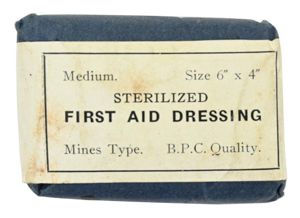 Medium. Size 6" x 4"
STERILIZED
FIRST AID DRESSING
Mines Type. B.P.C. Quality.